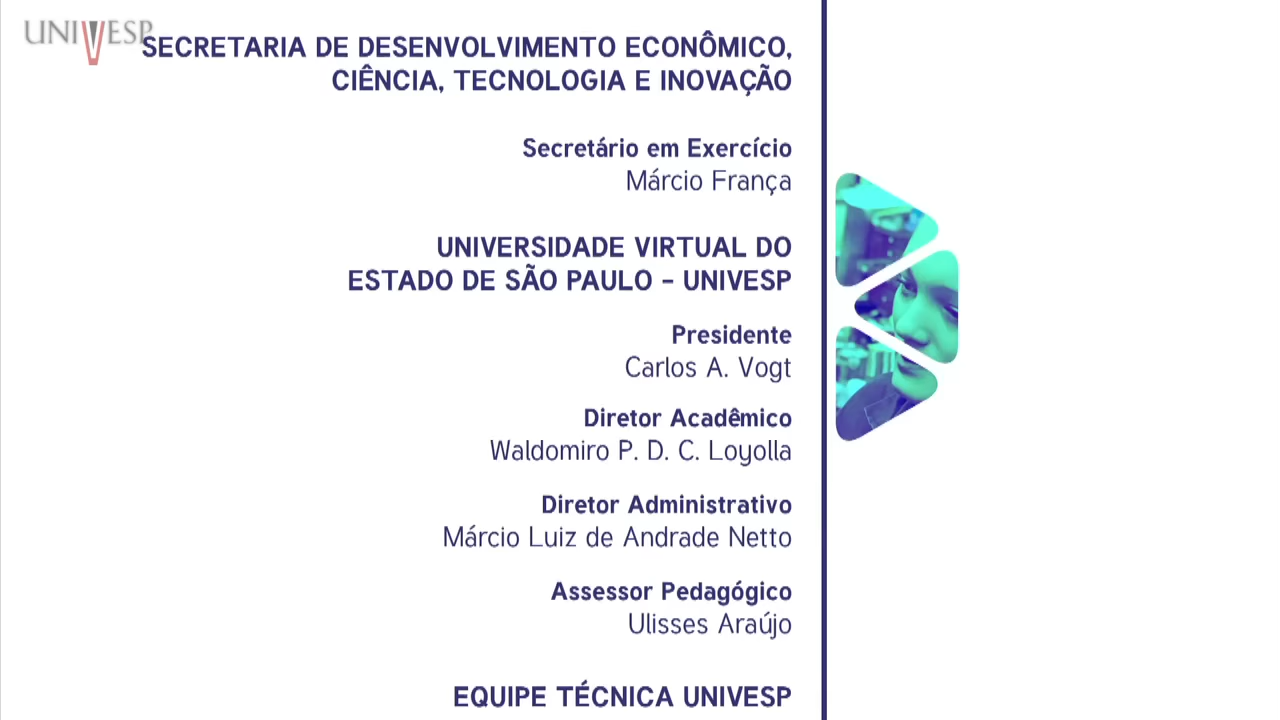 UNIVESP
SECRETARIA DE DESENVOLVIMENTO ECONÔMICO,
CIÊNCIA, TECNOLOGIA E INOVAÇÃO
Secretário em Exercício
Márcio França
UNIVERSIDADE VIRTUAL DO
ESTADO DE SÃO PAULO - UNIVESP
Presidente
Carlos A. Vogt
Diretor Acadêmico
Waldomiro P. D. C. Loyolla
Diretor Administrativo
Márcio Luiz de Andrade Netto
Assessor Pedagógico
Ulisses Araújo
EQUIPE TÉCNICA UNIVESP